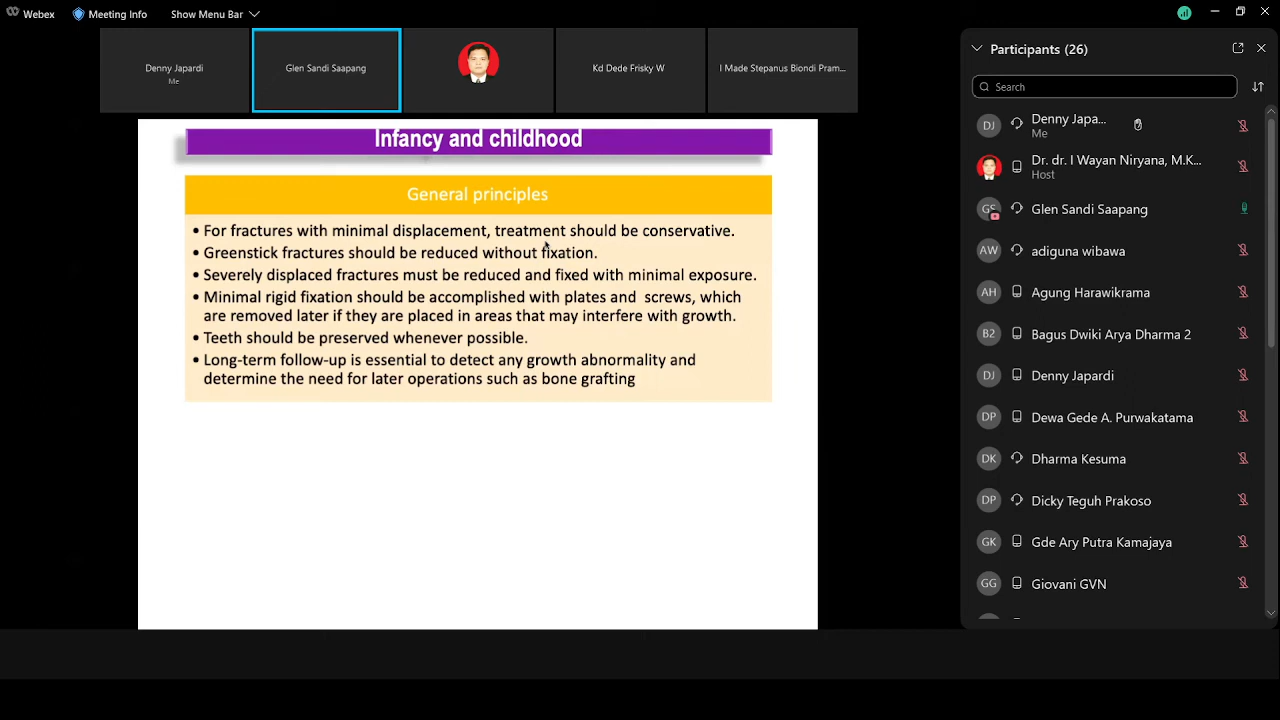 Webex
Meeting Info
Show Menu Bar
Denny Japardi
Me
Glen Sandi Saapang
Kd Dede Frisky W
I Made Stepanus Biondi Pram...
Infancy and childhood
General principles
• For fractures with minimal displacement, treatment should be conservative.
• Greenstick fractures should be reduced without fixation.
• Severely displaced fractures must be reduced and fixed with minimal exposure.
• Minimal rigid fixation should be accomplished with plates and screws, which
are removed later if they are placed in areas that may interfere with growth.
• Teeth should be preserved whenever possible.
• Long-term follow-up is essential to detect any growth abnormality and
determine the need for later operations such as bone grafting
Participants (26)
Search
DJ Denny Japa...
Me
Dr. dr. I Wayan Niryana, M.K...
Host
GS Glen Sandi Saapang
AW adiguna wibawa
AH Agung Harawikrama
B2 Bagus Dwiki Arya Dharma 2
DJ Denny Japardi
DP Dewa Gede A. Purwakatama
DK Dharma Kesuma
DP Dicky Teguh Prakoso
GK Gde Ary Putra Kamajaya
GG Giovani GVN